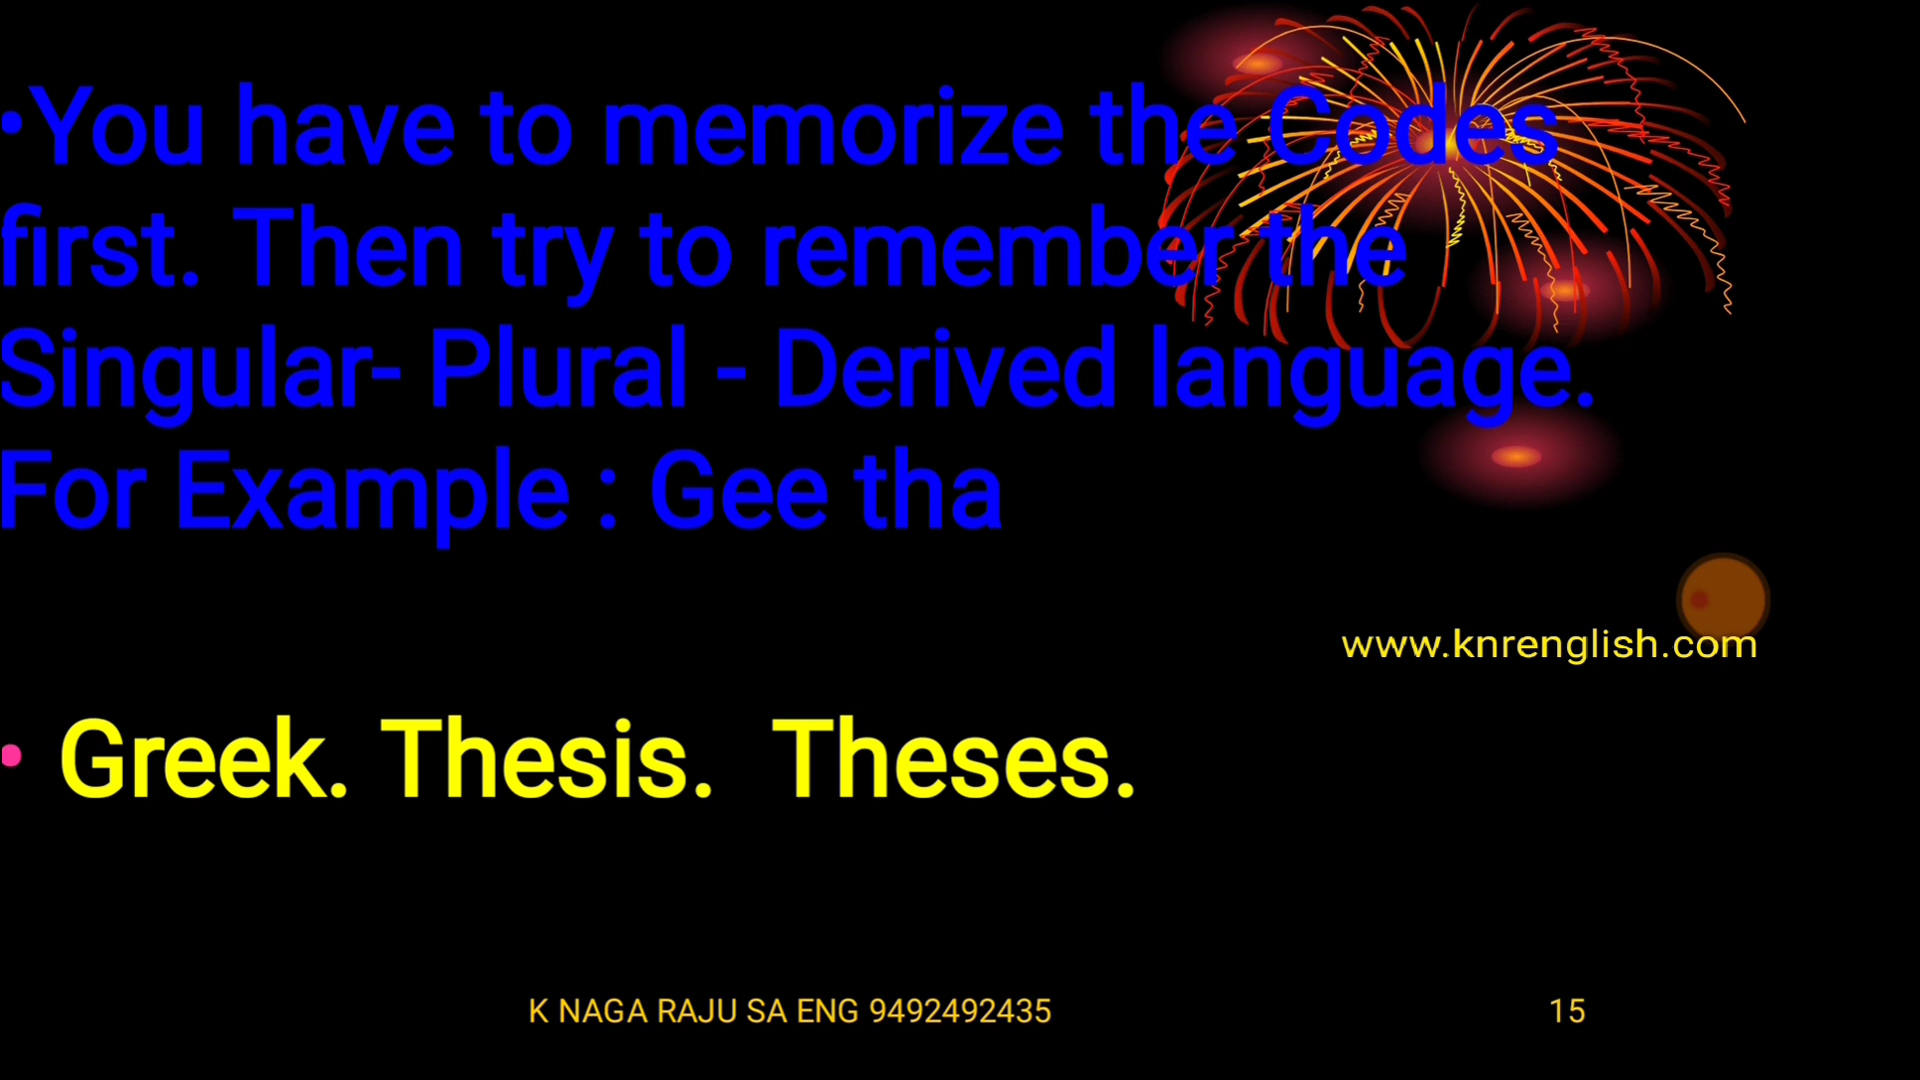 •You have to memorize the Codes
first. Then try to remember the
Singular- Plural - Derived language.
For Example : Gee tha
www.knrenglish.com
• Greek. Thesis.  Theses.
K NAGA RAJU SA ENG 9492492435
15